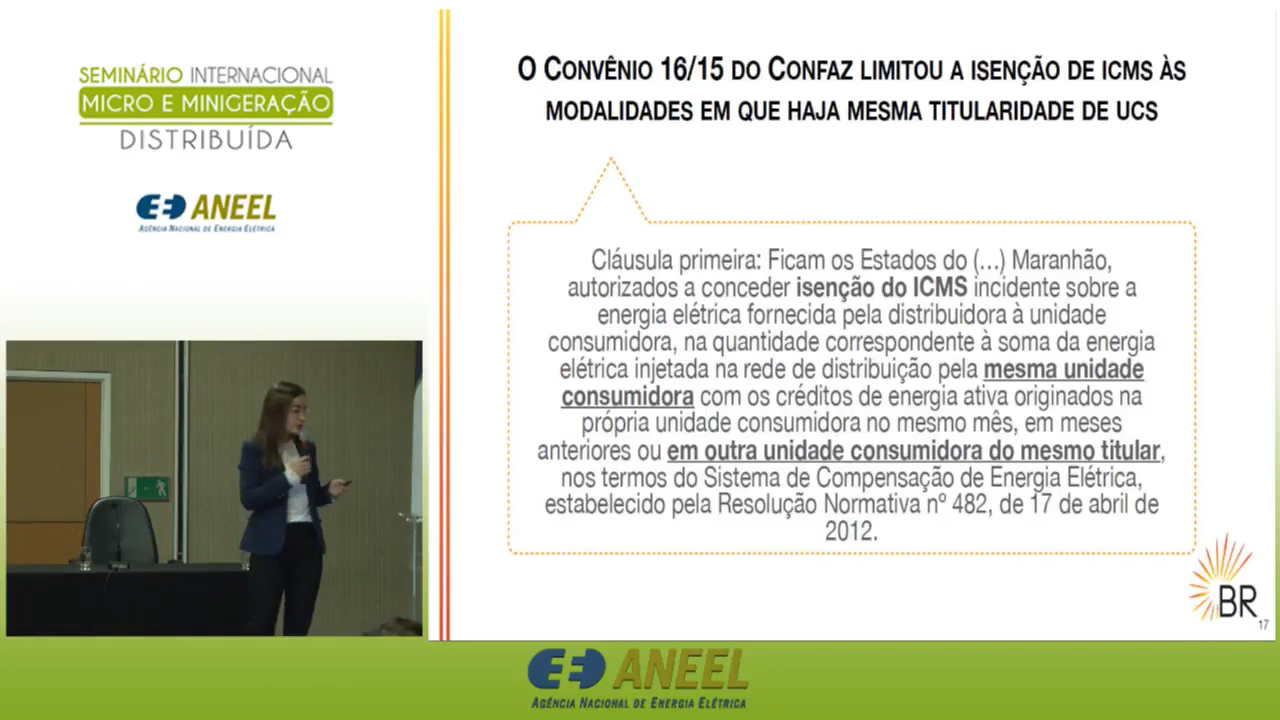 SEMINÁRIO INTERNACIONAL
MICRO E MINIGERAÇÃO
DISTRIBUÍDA
ANEEL
AGÊNCIA NACIONAL DE ENERGIA ELÉTRICA
O CONVÊNIO 16/15 DO CONFAZ LIMITOU A ISENÇÃO DE ICMS ÀS
MODALIDADES EM QUE HAJA MESMA TITULARIDADE DE UCS
Cláusula primeira: Ficam os Estados do (...) Maranhão,
autorizados a conceder isenção do ICMS incidente sobre a
energia elétrica fornecida pela distribuidora à unidade
consumidora, na quantidade correspondente à soma da energia
elétrica injetada na rede de distribuição pela mesma unidade
consumidora com os créditos de energia ativa originados na
própria unidade consumidora no mesmo mês, em meses
anteriores ou em outra unidade consumidora do mesmo titular,
nos termos do Sistema de Compensação de Energia Elétrica,
estabelecido pela Resolução Normativa nº 482, de 17 de abril de
2012.
BR
17
ANEEL
AGÊNCIA NACIONAL DE ENERGIA ELÉTRICA